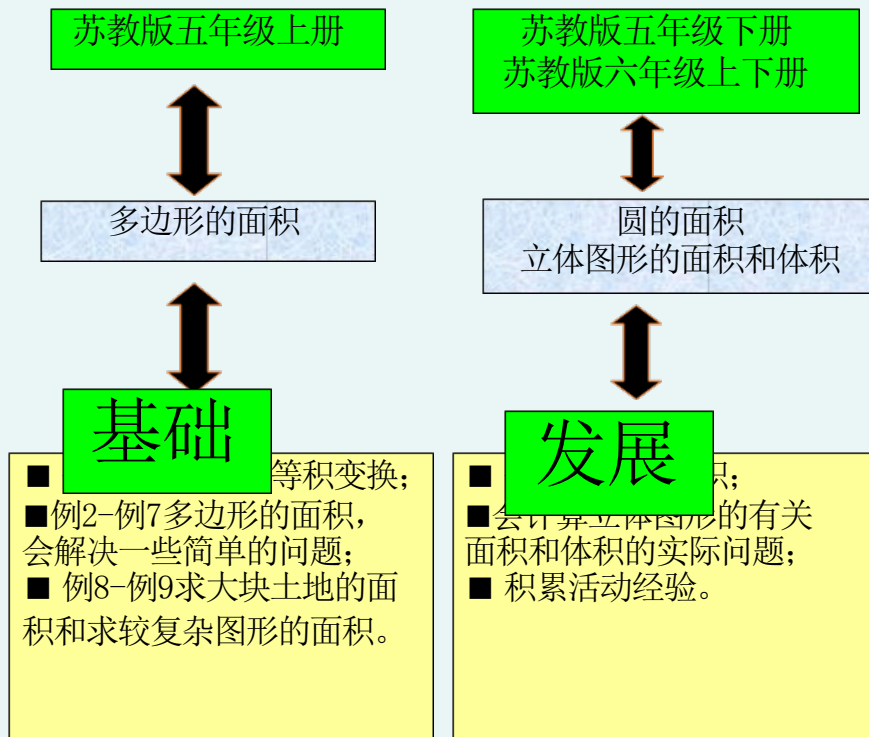 苏教版五年级上册
多边形的面积
基础
■ 等积变换;
■例2-例7多边形的面积,
会解决一些简单的问题;
■ 例8-例9求大块土地的面
积和求较复杂图形的面积。
苏教版五年级下册
苏教版六年级上下册
圆的面积
立体图形的面积和体积
发展
■ 积;
■会计算立体图形的有关
面积和体积的实际问题;
■ 积累活动经验。